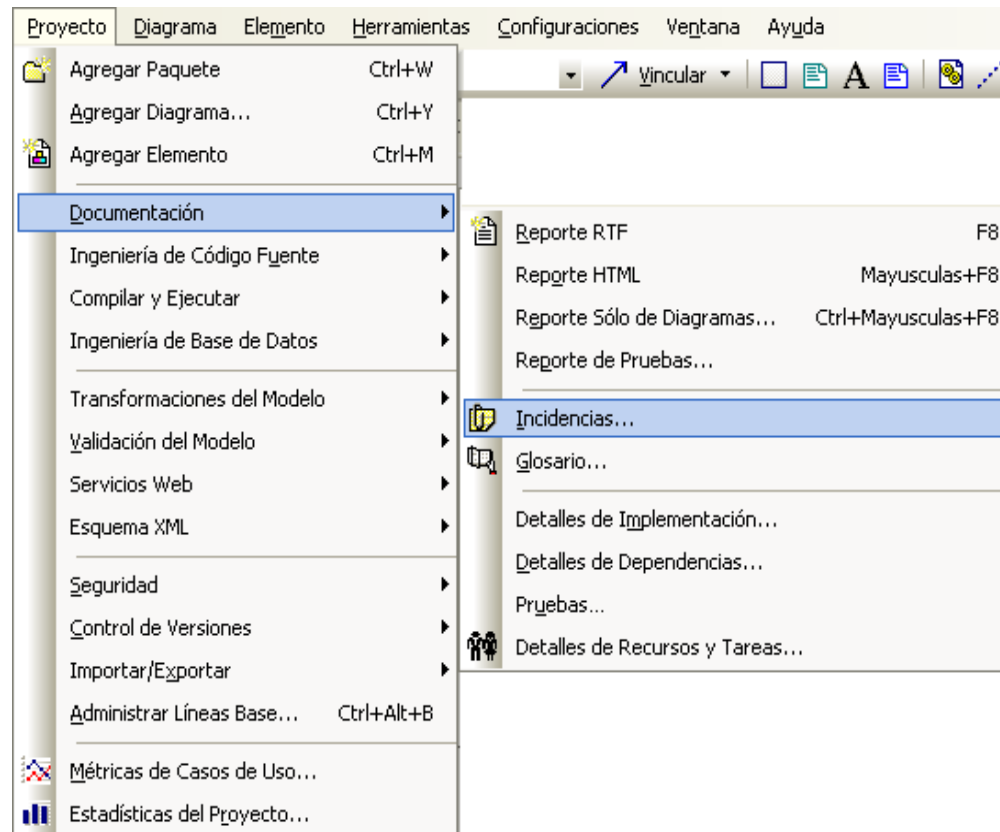 Proyecto Diagrama Elemento Herramientas Configuraciones Ventana Ayuda
Vincular
Agregar Paquete Ctrl+W
Agregar Diagrama... Ctrl+Y
Agregar Elemento Ctrl+M
Documentación
Ingeniería de Código Fuente
Compilar y Ejecutar
Ingeniería de Base de Datos
Transformaciones del Modelo
Validación del Modelo
Servicios Web
Esquema XML
Seguridad
Control de Versiones
Importar/Exportar
Administrar Líneas Base... Ctrl+Alt+B
Métricas de Casos de Uso...
Estadísticas del Proyecto...
Reporte RTF F8
Reporte HTML Mayusculas+F8
Reporte Sólo de Diagramas... Ctrl+Mayusculas+F8
Reporte de Pruebas...
Incidencias...
Glosario...
Detalles de Implementación...
Detalles de Dependencias...
Pruebas...
Detalles de Recursos y Tareas...